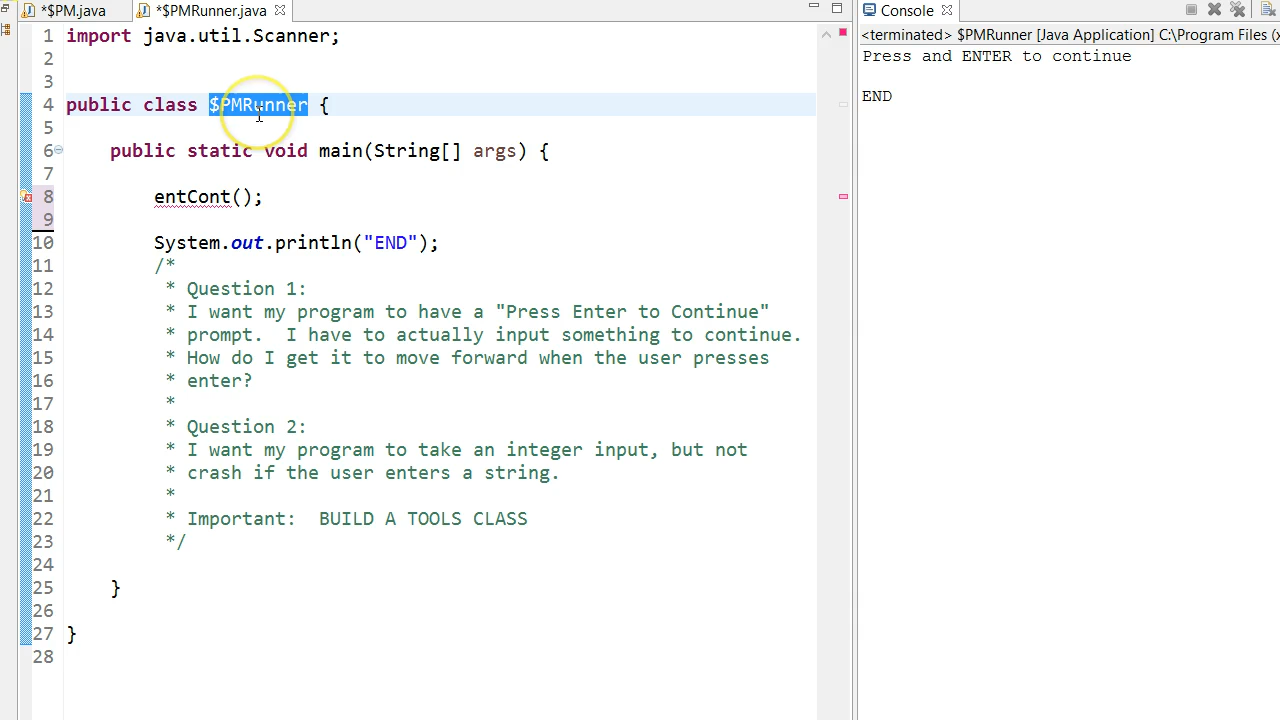 *$PM.java *$PMRunner.java
1 import java.util.Scanner;
2
3
4 public class $PMRunner {
5
6 public static void main(String[] args) {
7
8 entCont();
9
10 System.out.println("END");
11 /*
12 * Question 1:
13 * I want my program to have a "Press Enter to Continue"
14 * prompt.  I have to actually input something to continue.
15 * How do I get it to move forward when the user presses
16 * enter?
17 *
18 * Question 2:
19 * I want my program to take an integer input, but not
20 * crash if the user enters a string.
21 *
22 * Important:  BUILD A TOOLS CLASS
23 */
24
25 }
26
27 }
28
Console
<terminated> $PMRunner [Java Application] C:\Program Files (x
Press and ENTER to continue
END